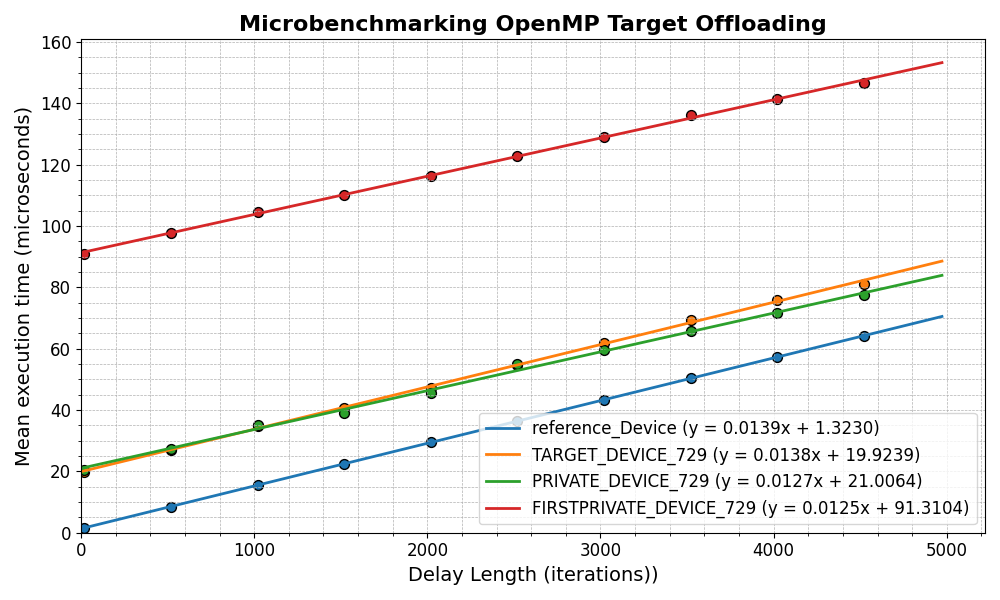 Microbenchmarking OpenMP Target Offloading
Mean execution time (microseconds)
160
140
120
100
80
60
40
20
0
0 1000 2000 3000 4000 5000
Delay Length (iterations))
reference_Device (y = 0.0139x + 1.3230)
TARGET_DEVICE_729 (y = 0.0138x + 19.9239)
PRIVATE_DEVICE_729 (y = 0.0127x + 21.0064)
FIRSTPRIVATE_DEVICE_729 (y = 0.0125x + 91.3104)